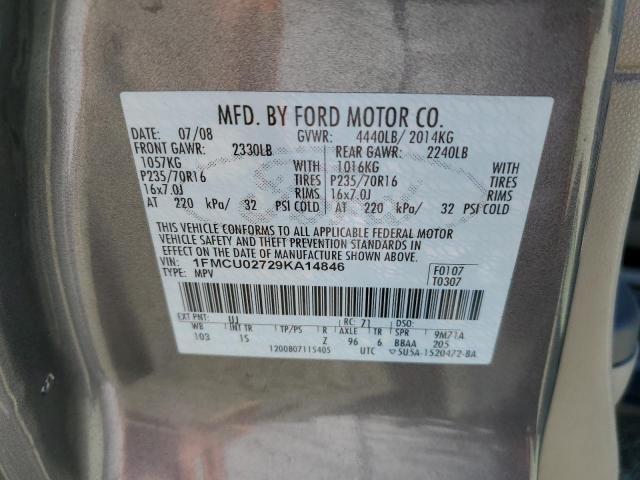 MFD. BY FORD MOTOR CO.
DATE: 07/08 GVWR: 4440LB/ 2014KG
FRONT GAWR: 2330LB REAR GAWR: 2240LB
1057KG WITH 1016KG WITH
P235/70R16 TIRES P235/70R16 TIRES
16x7.0J RIMS 16x7.0J RIMS
AT 220 kPa/ 32 PSI COLD AT 220 kPa/ 32 PSI COLD
THIS VEHICLE CONFORMS TO ALL APPLICABLE FEDERAL MOTOR
VEHICLE SAFETY AND THEFT PREVENTION STANDARDS IN
EFFECT ON THE DATE OF MANUFACTURE SHOWN ABOVE.
VIN: 1FMCU02729KA14846 F0107
TYPE: MPV T0307
EXT PNT: UJ RC: 71 DSO:
WB INT TR TP/PS R AXLE TR SPR 9M71A
103 IS Z 96 6 BBAA 205
1200807115405 UTC ▽5U5A-1520472-BA